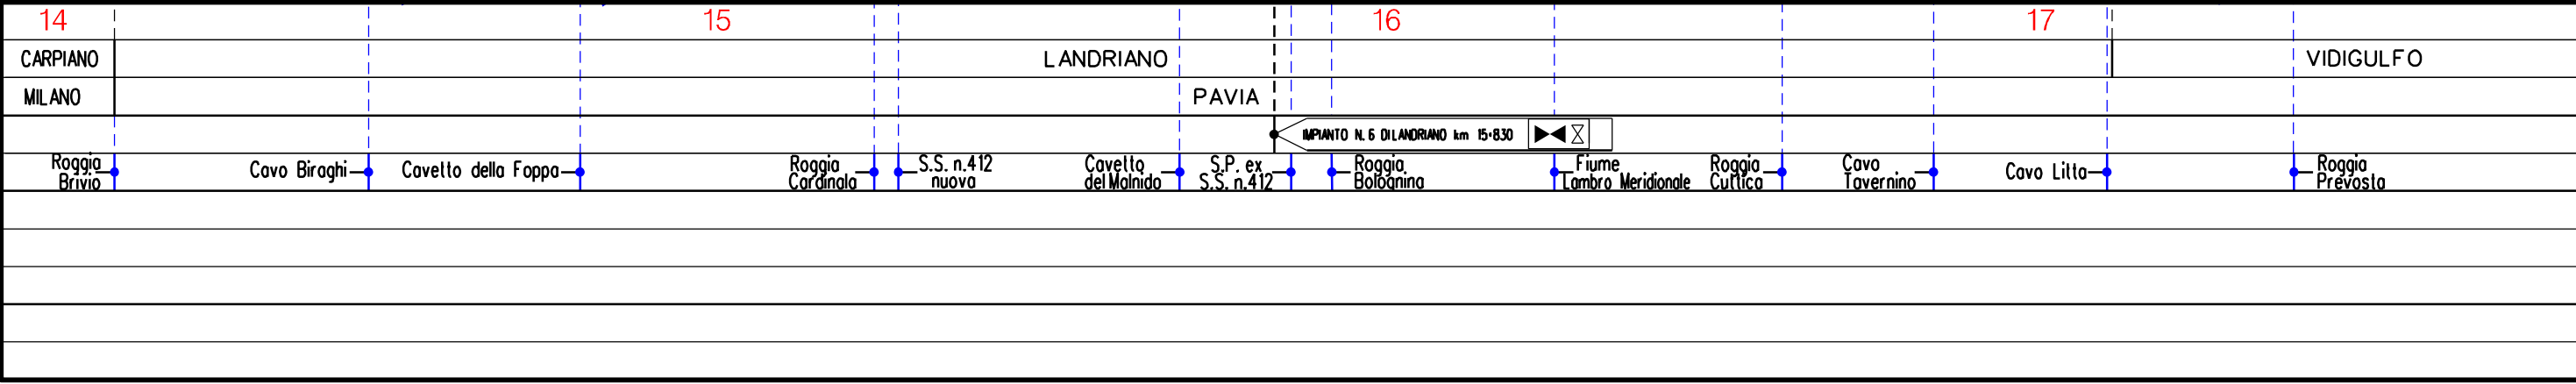 14 15 16 17
CARPIANO LANDRIANO VIDIGULFO
MILANO PAVIA
IMPIANTO N. 6 DI LANDRIANO km 15+830
Roggia
Brivio
Cavo Biraghi
Cavetto della Foppa
Roggia
Cardinala
S.S. n.412
nuova
Cavetto
del Malnido
S.P. ex
S.S. n.412
Roggia
Bolognina
Fiume
Lambro Meridionale
Roggia
Cuttica
Cavo
Tavernino
Cavo Litta
Roggia
Prevosta